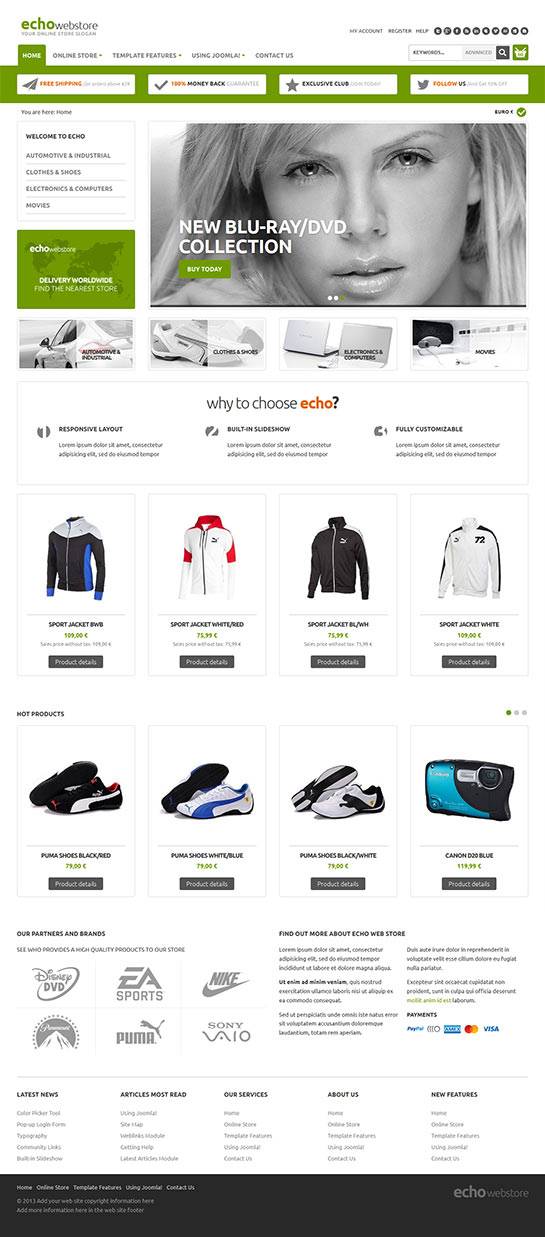 echo webstore
YOUR ONLINE STORE SLOGAN
MY ACCOUNT REGISTER HELP
HOME ONLINE STORE TEMPLATE FEATURES USING JOOMLA! CONTACT US
KEYWORDS... ADVANCED
FREE SHIPPING
100% MONEY BACK GUARANTEE
EXCLUSIVE CLUB JOIN TODAY
FOLLOW US And Get 10% OFF
You are here: Home
EURO €
WELCOME TO ECHO
AUTOMOTIVE & INDUSTRIAL
CLOTHES & SHOES
ELECTRONICS & COMPUTERS
MOVIES
echowebstore
DELIVERY WORLDWIDE
FIND THE NEAREST STORE
NEW BLU-RAY/DVD
COLLECTION
BUY TODAY
AUTOMOTIVE &
INDUSTRIAL
CLOTHES & SHOES
ELECTRONICS &
COMPUTERS
MOVIES
why to choose echo?
1 RESPONSIVE LAYOUT
Lorem ipsum dolor sit amet, consectetur
adipisicing elit, sed do eiusmod tempor
2 BUILT-IN SLIDESHOW
Lorem ipsum dolor sit amet, consectetur
adipisicing elit, sed do eiusmod tempor
3 FULLY CUSTOMIZABLE
Lorem ipsum dolor sit amet, consectetur
adipisicing elit, sed do eiusmod tempor
72
SPORT JACKET BWB
109,00 €
Sales price without tax: 109,00 €
Product details
SPORT JACKET WHITE/RED
75,99 €
Sales price without tax: 75,99 €
Product details
SPORT JACKET BL/WH
75,99 €
Sales price without tax: 75,99 €
Product details
SPORT JACKET WHITE
109,00 €
Sales price without tax: 109,00 €
Product details
HOT PRODUCTS
Canon
PUMA SHOES BLACK/RED
79,00 €
Product details
PUMA SHOES WHITE/BLUE
79,00 €
Product details
PUMA SHOES BLACK/WHITE
79,00 €
Product details
CANON D20 BLUE
119,99 €
Product details
OUR PARTNERS AND BRANDS
SEE WHO PROVIDES A HIGH QUALITY PRODUCTS TO OUR STORE
Disney
DVD
EA
SPORTS
NIKE
Paramount
PUMA
SONY
VAIO
FIND OUT MORE ABOUT ECHO WEB STORE
Lorem ipsum dolor sit amet, consectetur
adipisicing elit, sed do eiusmod tempor
incididunt ut labore et dolore magna aliqua.
Ut enim ad minim veniam, quis nostrud
exercitation ullamco laboris nisi ut aliquip ex
ea commodo consequat.
Sed ut perspiciatis unde omnis iste natus error
sit voluptatem accusantium doloremque
laudantium, totam rem aperiam.
Duis aute irure dolor in reprehenderit in
voluptate velit esse cillum dolore eu fugiat
nulla pariatur.
Excepteur sint occaecat cupidatat non
proident, sunt in culpa qui officia deserunt
mollit anim id est laborum.
PAYMENTS
PayPal AMEX VISA
LATEST NEWS
Color Picker Tool
Pop-up Login Form
Typography
Community Links
Built-in Slideshow
ARTICLES MOST READ
Using Joomla!
Site Map
Weblinks Module
Getting Help
Latest Articles Module
OUR SERVICES
Home
Online Store
Template Features
Using Joomla!
Contact Us
ABOUT US
Home
Online Store
Template Features
Using Joomla!
Contact Us
NEW FEATURES
Home
Online Store
Template Features
Using Joomla!
Contact Us
Home Online Store Template Features Using Joomla! Contact Us
© 2013 Add your web site copyright information here
Add more information here in the web site footer
echo webstore